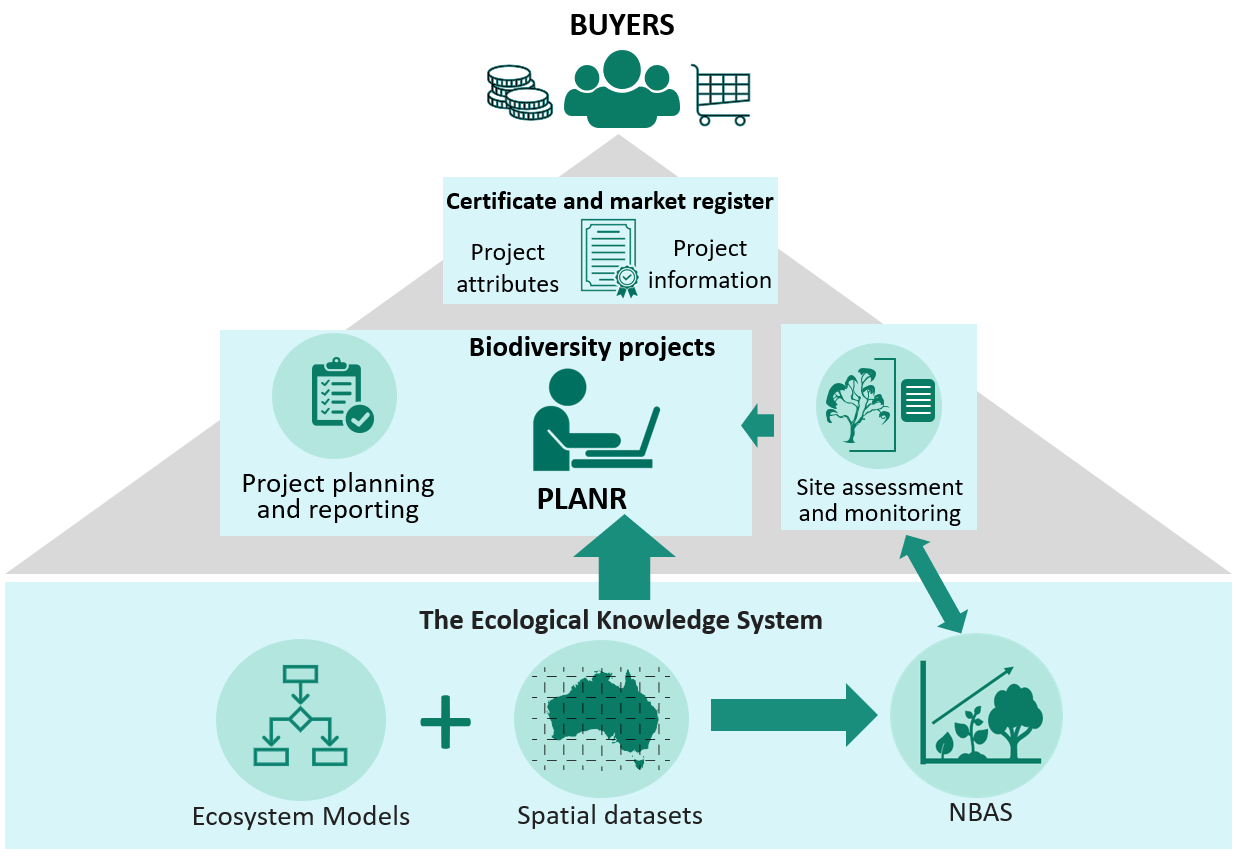 BUYERS
Certificate and market register
Project
attributes
Project
information
Biodiversity projects
Project planning
and reporting
PLANR
Site assessment
and monitoring
The Ecological Knowledge System
Ecosystem Models
Spatial datasets
NBAS